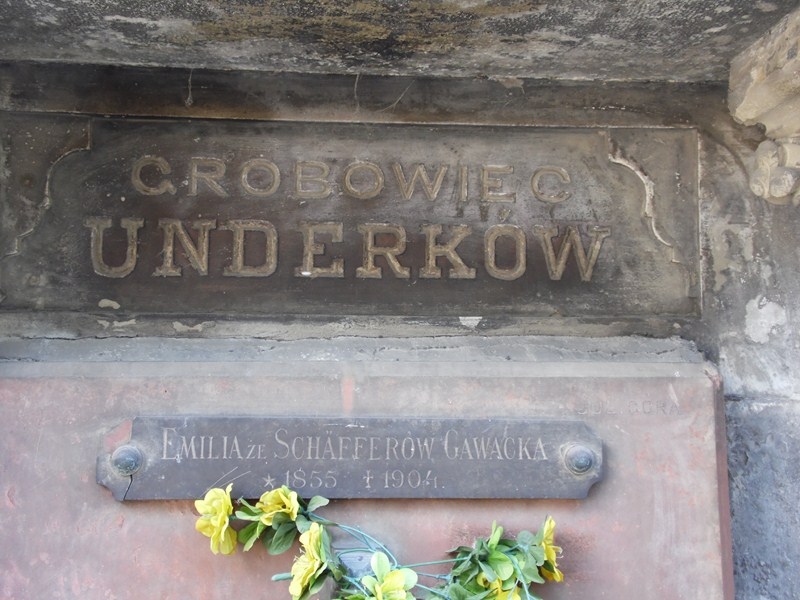 GROBOWIEC
UNDERKÓW
EMILIA ZE SCHÄFFERÓW GAWACKA
* 1855 † 1904.